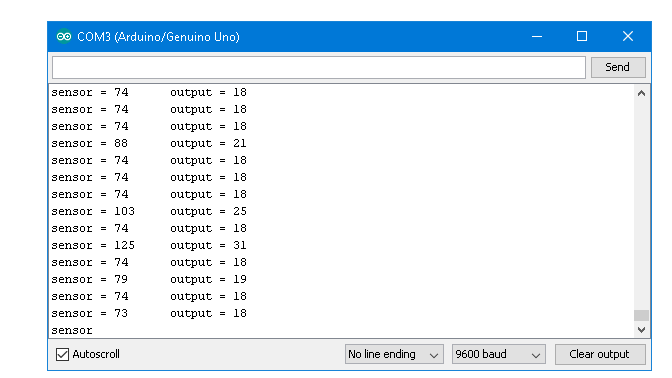 COM3 (Arduino/Genuino Uno)
Send
sensor = 74 output = 18
sensor = 74 output = 18
sensor = 74 output = 18
sensor = 88 output = 21
sensor = 74 output = 18
sensor = 74 output = 18
sensor = 74 output = 18
sensor = 103 output = 25
sensor = 74 output = 18
sensor = 125 output = 31
sensor = 74 output = 18
sensor = 79 output = 19
sensor = 74 output = 18
sensor = 73 output = 18
sensor
Autoscroll No line ending 9600 baud Clear output